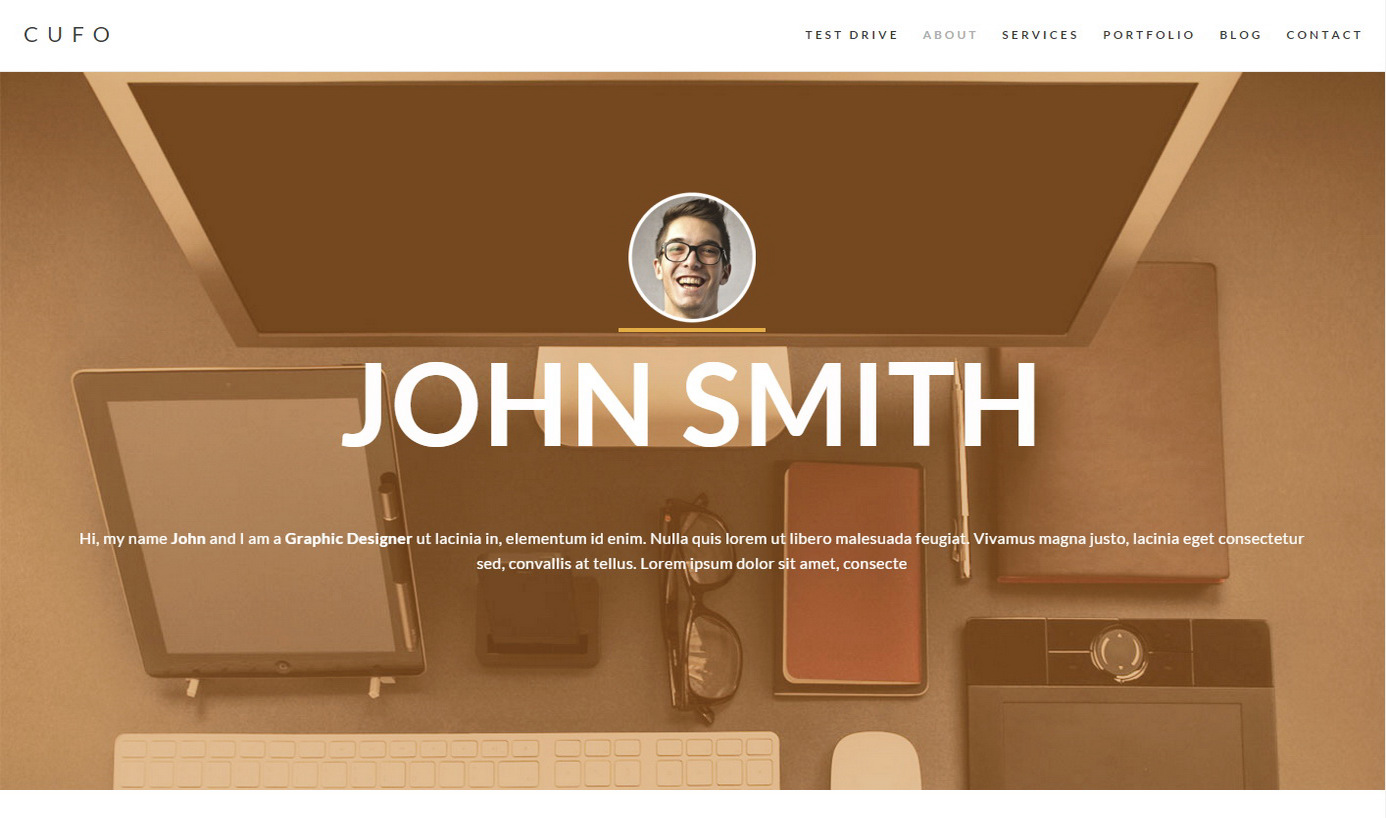 CUFO
TEST DRIVE ABOUT SERVICES PORTFOLIO BLOG CONTACT
JOHN SMITH
Hi, my name John and I am a Graphic Designer ut lacinia in, elementum id enim. Nulla quis lorem ut libero malesuada feugiat. Vivamus magna justo, lacinia eget consectetur
sed, convallis at tellus. Lorem ipsum dolor sit amet, consecte